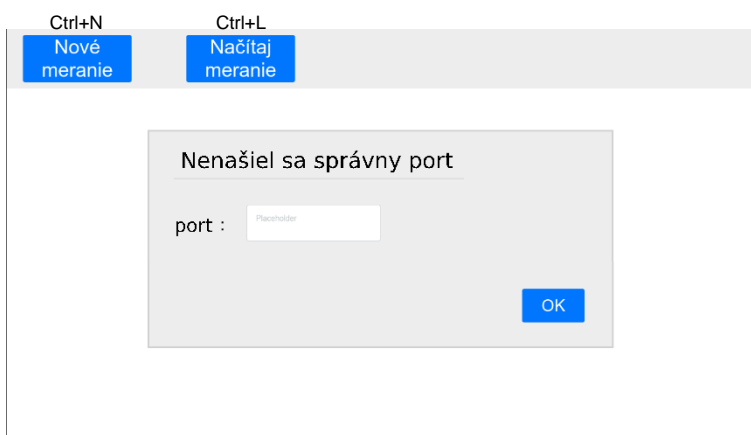 Ctrl+N Ctrl+L
Nové Načítaj
meranie meranie
Nenašiel sa správny port
port :
Placeholder
OK